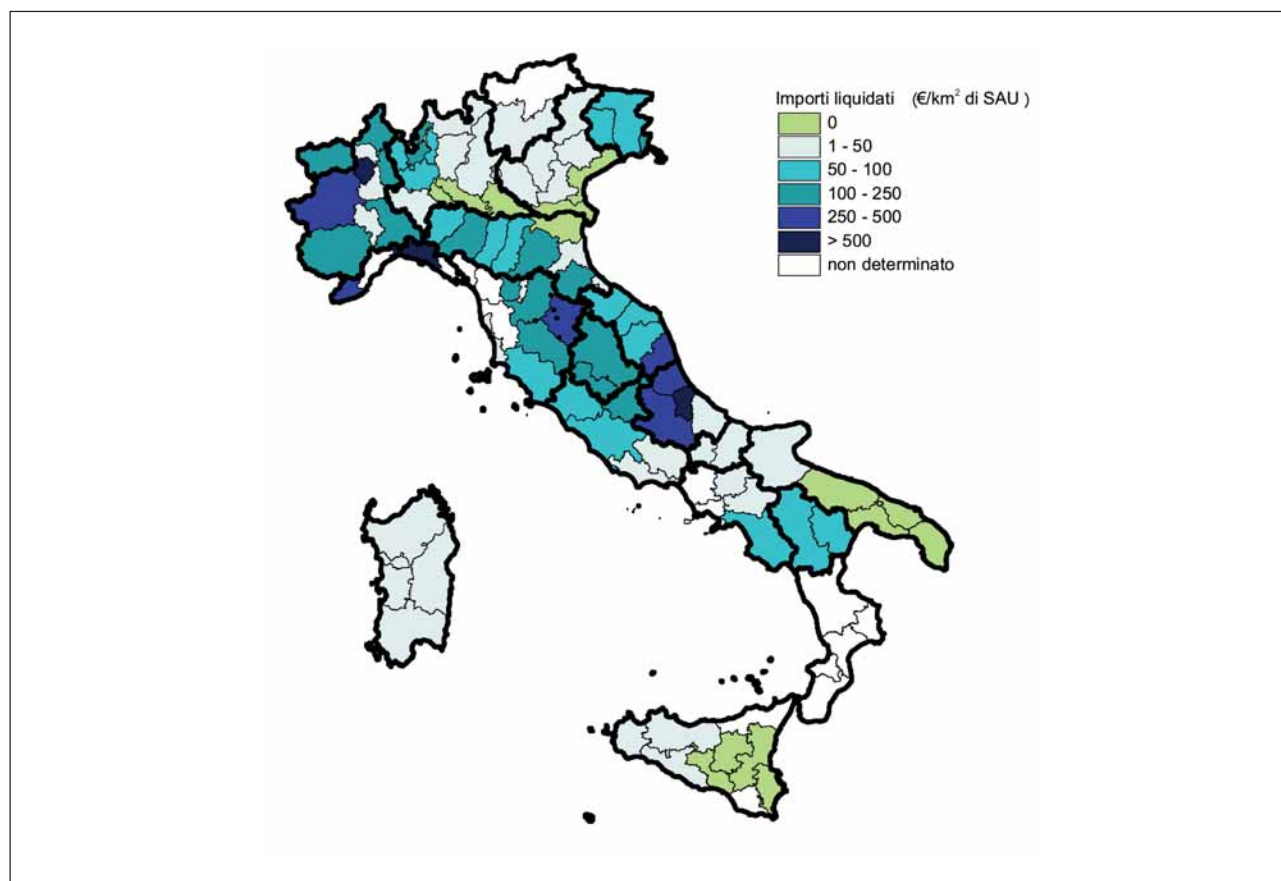 Importi liquidati (€/km² di SAU )
0
1 - 50
50 - 100
100 - 250
250 - 500
> 500
non determinato